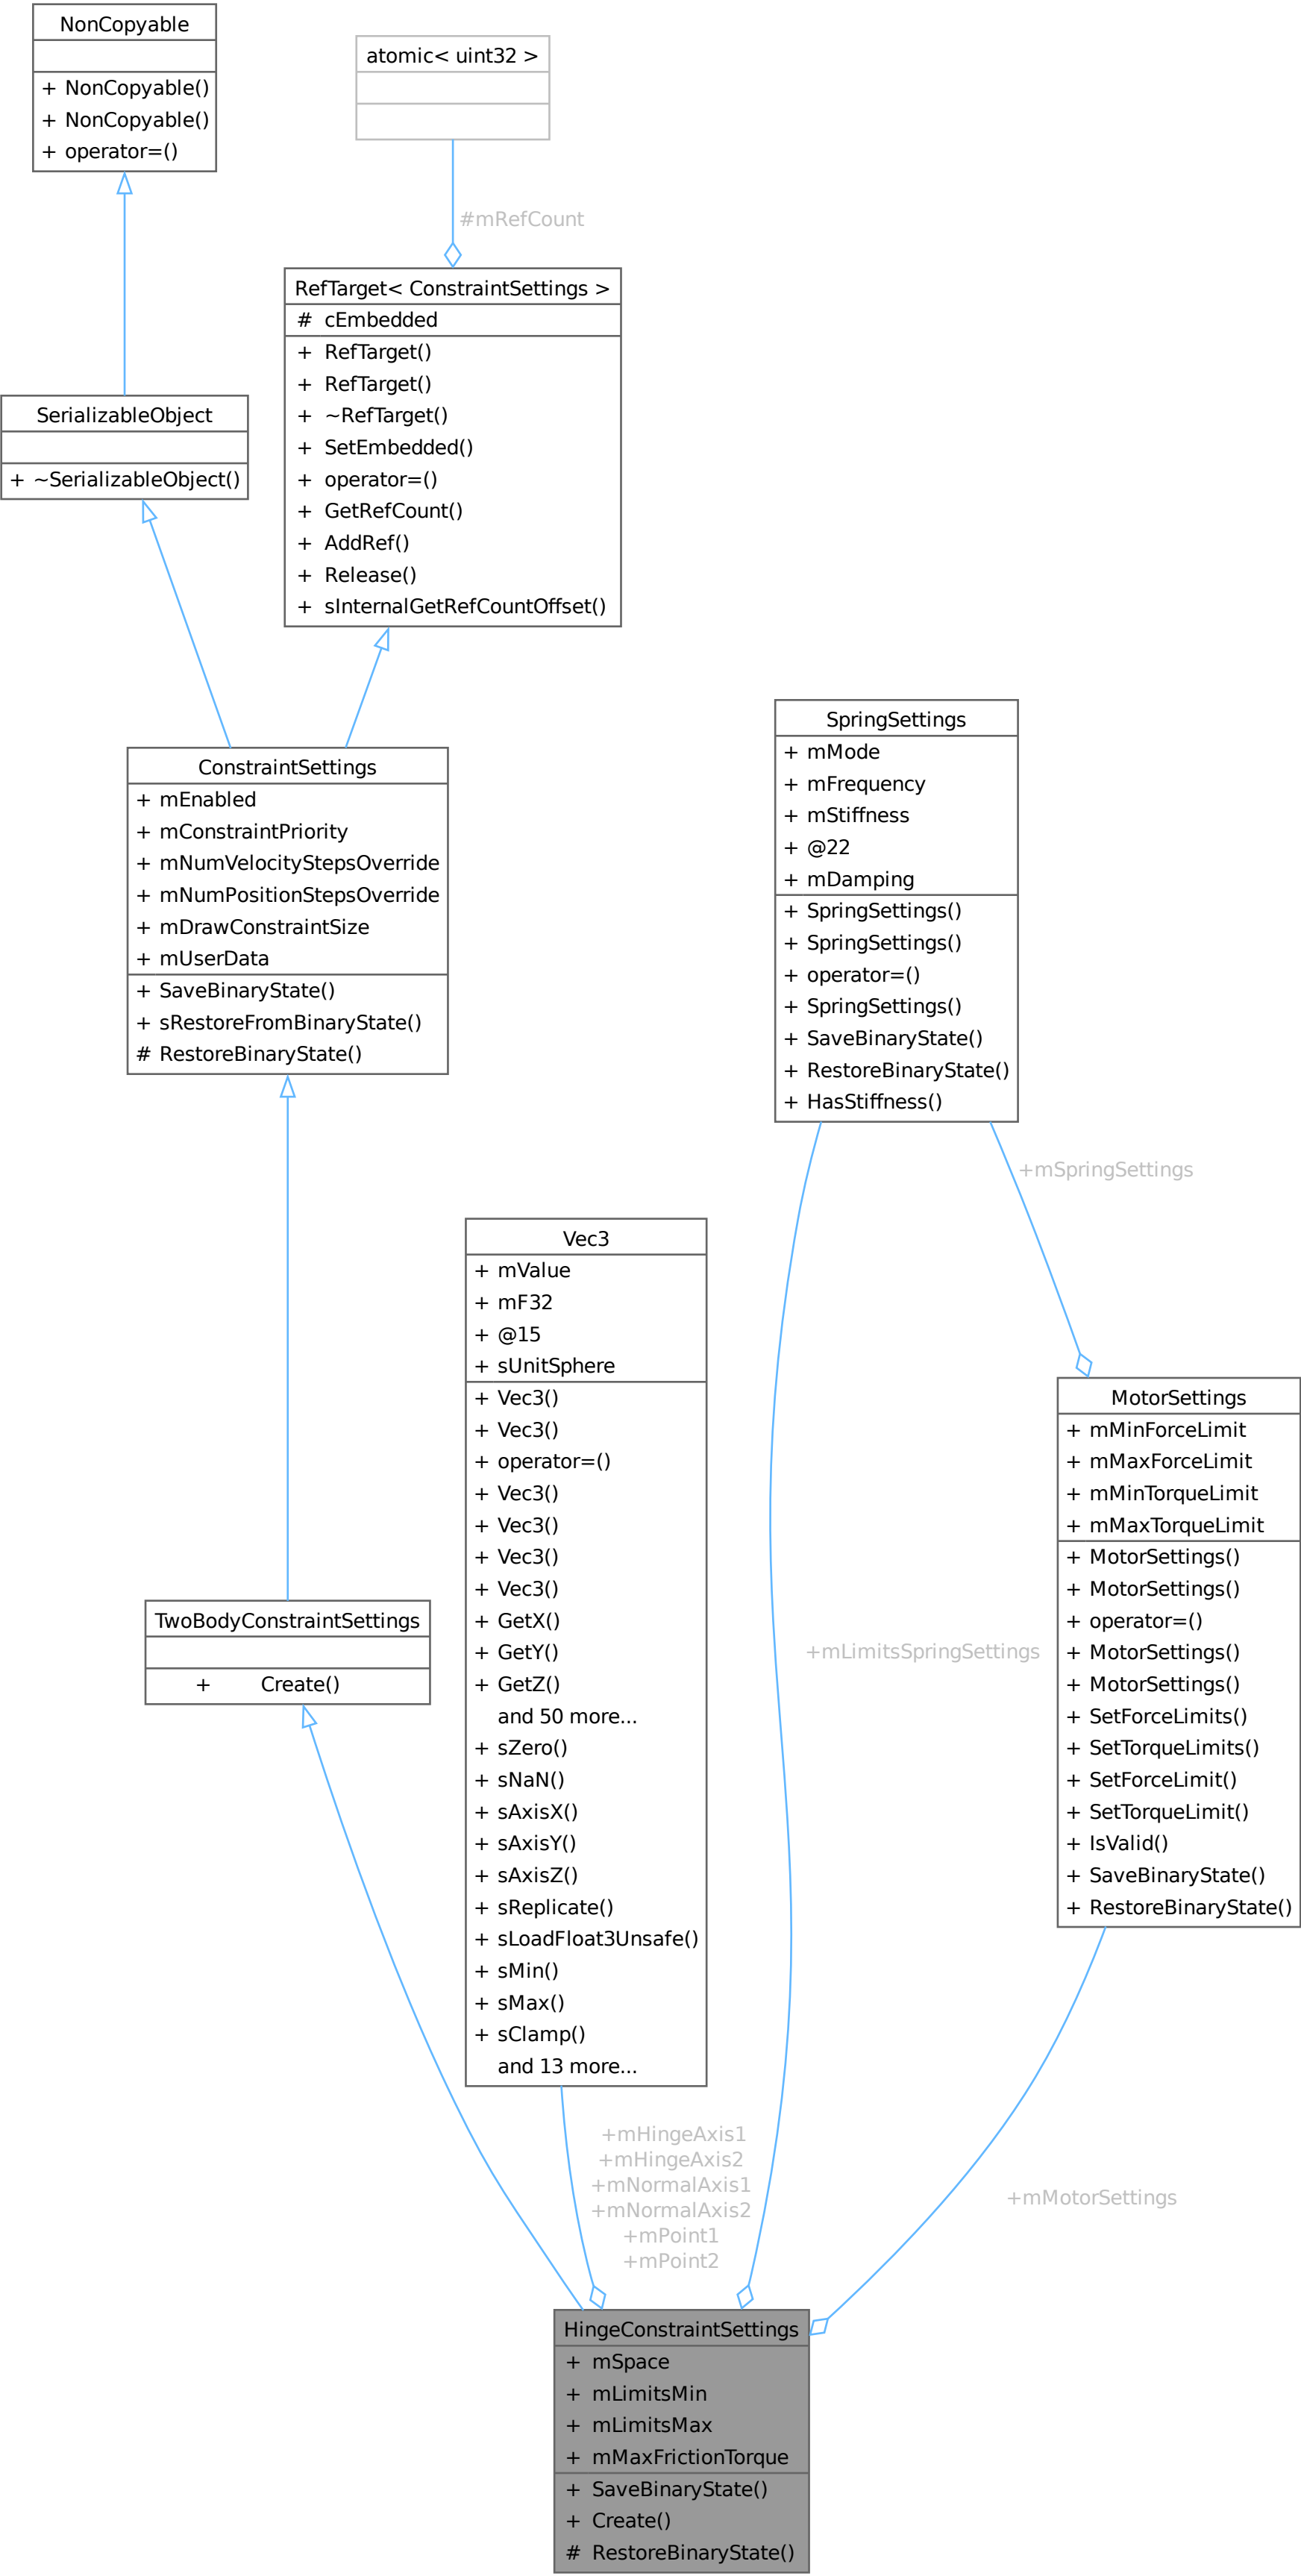 NonCopyable
+ NonCopyable()
+ NonCopyable()
+ operator=()
atomic< uint32 >
#mRefCount
RefTarget< ConstraintSettings >
# cEmbedded
+ RefTarget()
+ RefTarget()
+ ~RefTarget()
+ SetEmbedded()
+ operator=()
+ GetRefCount()
+ AddRef()
+ Release()
+ sInternalGetRefCountOffset()
SerializableObject
+ ~SerializableObject()
ConstraintSettings
+ mEnabled
+ mConstraintPriority
+ mNumVelocityStepsOverride
+ mNumPositionStepsOverride
+ mDrawConstraintSize
+ mUserData
+ SaveBinaryState()
+ sRestoreFromBinaryState()
# RestoreBinaryState()
SpringSettings
+ mMode
+ mFrequency
+ mStiffness
+ @22
+ mDamping
+ SpringSettings()
+ SpringSettings()
+ operator=()
+ SpringSettings()
+ SaveBinaryState()
+ RestoreBinaryState()
+ HasStiffness()
+mSpringSettings
Vec3
+ mValue
+ mF32
+ @15
+ sUnitSphere
+ Vec3()
+ Vec3()
+ operator=()
+ Vec3()
+ Vec3()
+ Vec3()
+ Vec3()
+ GetX()
+ GetY()
+ GetZ()
and 50 more...
+ sZero()
+ sNaN()
+ sAxisX()
+ sAxisY()
+ sAxisZ()
+ sReplicate()
+ sLoadFloat3Unsafe()
+ sMin()
+ sMax()
+ sClamp()
and 13 more...
MotorSettings
+ mMinForceLimit
+ mMaxForceLimit
+ mMinTorqueLimit
+ mMaxTorqueLimit
+ MotorSettings()
+ MotorSettings()
+ operator=()
+ MotorSettings()
+ MotorSettings()
+ SetForceLimits()
+ SetTorqueLimits()
+ SetForceLimit()
+ SetTorqueLimit()
+ IsValid()
+ SaveBinaryState()
+ RestoreBinaryState()
TwoBodyConstraintSettings
+ Create()
+mLimitsSpringSettings
+mHingeAxis1
+mHingeAxis2
+mNormalAxis1
+mNormalAxis2
+mPoint1
+mPoint2
+mMotorSettings
HingeConstraintSettings
+ mSpace
+ mLimitsMin
+ mLimitsMax
+ mMaxFrictionTorque
+ SaveBinaryState()
+ Create()
# RestoreBinaryState()